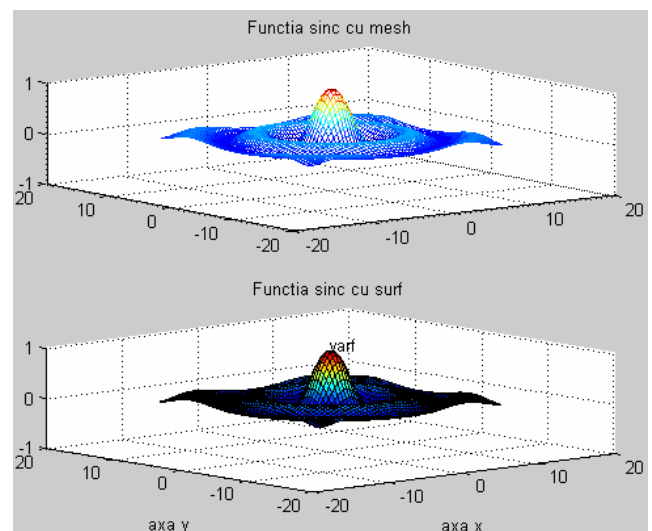 Functia sinc cu mesh
1
0
-1
20 10 0 -10 -20
-20 -10 0 10 20
Functia sinc cu surf
varf
1
0
-1
20 10 0 -10 -20
-20 -10 0 10 20
axa y
axa x